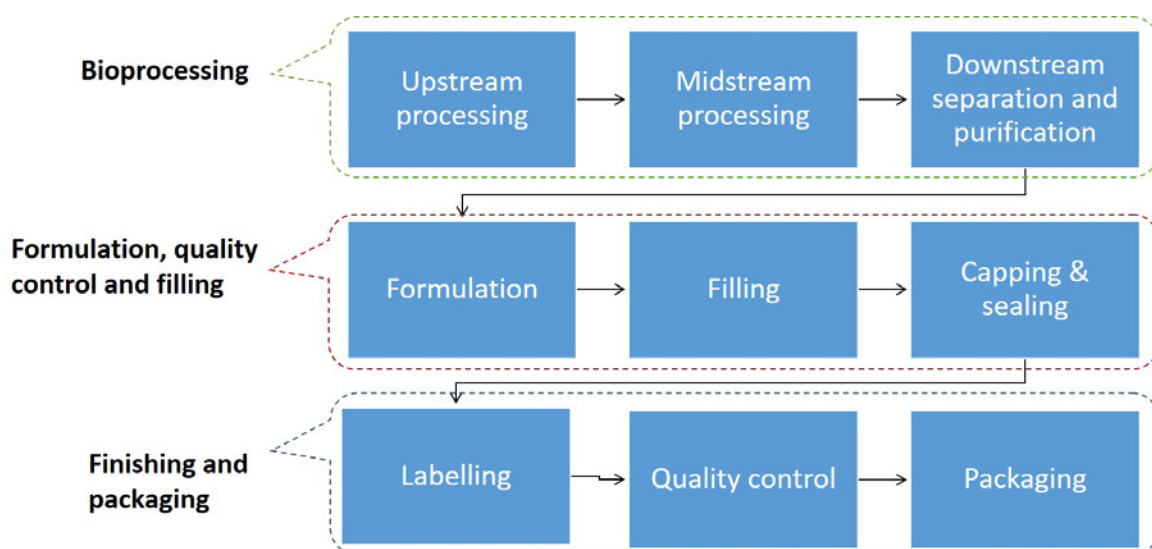 Bioprocessing
Upstream
processing
Midstream
processing
Downstream
separation and
purification
Formulation, quality
control and filling
Formulation
Filling
Capping &
sealing
Finishing and
packaging
Labelling
Quality control
Packaging